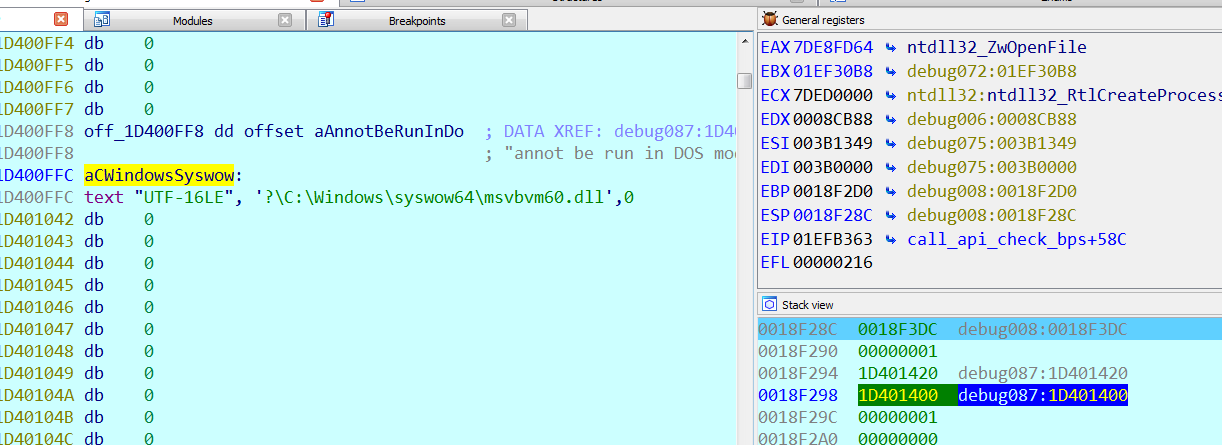 Modules
Breakpoints
1D400FF4 db 0
1D400FF5 db 0
1D400FF6 db 0
1D400FF7 db 0
1D400FF8 off_1D400FF8 dd offset aAnnotBeRunInDo ; DATA XREF: debug087:1D40
1D400FF8 ; "annot be run in DOS mod
1D400FFC aCWindowsSyswow:
1D400FFC text "UTF-16LE", '?\C:\Windows\syswow64\msvbvm60.dll',0
1D401042 db 0
1D401043 db 0
1D401044 db 0
1D401045 db 0
1D401046 db 0
1D401047 db 0
1D401048 db 0
1D401049 db 0
1D40104A db 0
1D40104B db 0
1D40104C db 0
General registers
EAX 7DE8FD64 ntdll32_ZwOpenFile
EBX 01EF30B8 debug072:01EF30B8
ECX 7DED0000 ntdll32:ntdll32_RtlCreateProcess
EDX 0008CB88 debug006:0008CB88
ESI 003B1349 debug075:003B1349
EDI 003B0000 debug075:003B0000
EBP 0018F2D0 debug008:0018F2D0
ESP 0018F28C debug008:0018F28C
EIP 01EFB363 call_api_check_bps+58C
EFL 00000216
Stack view
0018F28C 0018F3DC debug008:0018F3DC
0018F290 00000001
0018F294 1D401420 debug087:1D401420
0018F298 1D401400 debug087:1D401400
0018F29C 00000001
0018F2A0 00000000